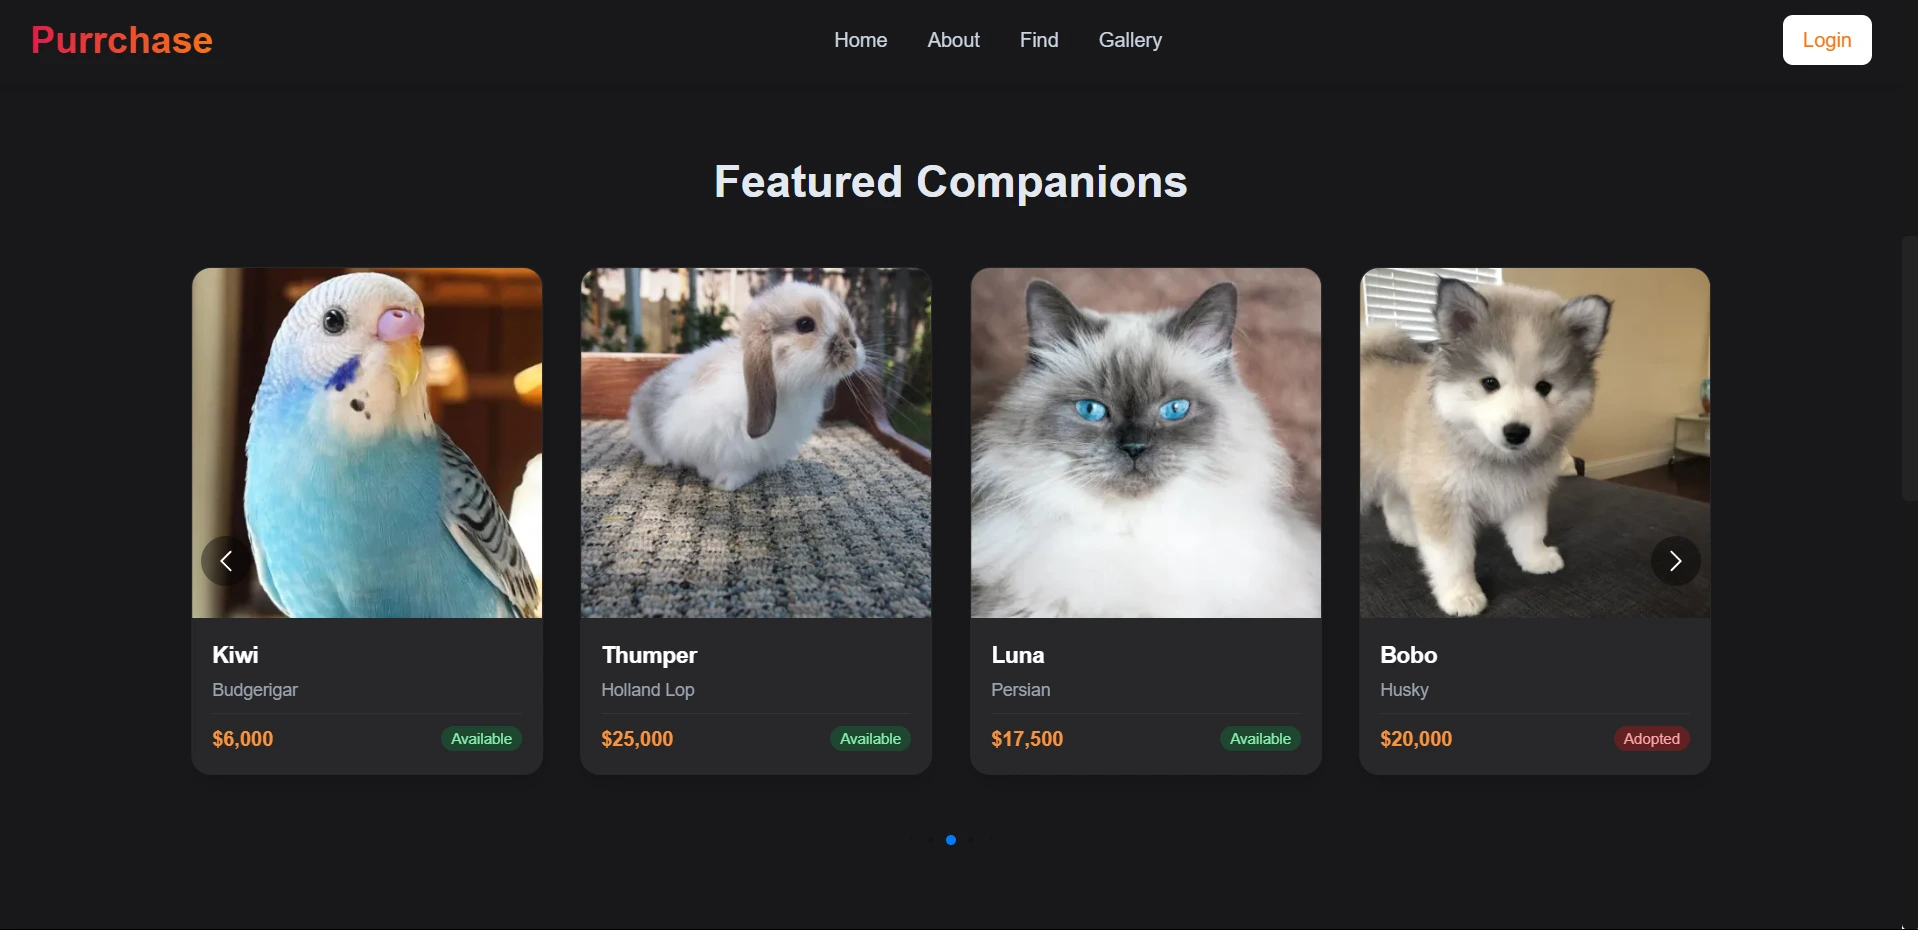 Purrchase
Home About Find Gallery
Login
Featured Companions
Kiwi
Budgerigar
$6,000 Available
Thumper
Holland Lop
$25,000 Available
Luna
Persian
$17,500 Available
Bobo
Husky
$20,000 Adopted